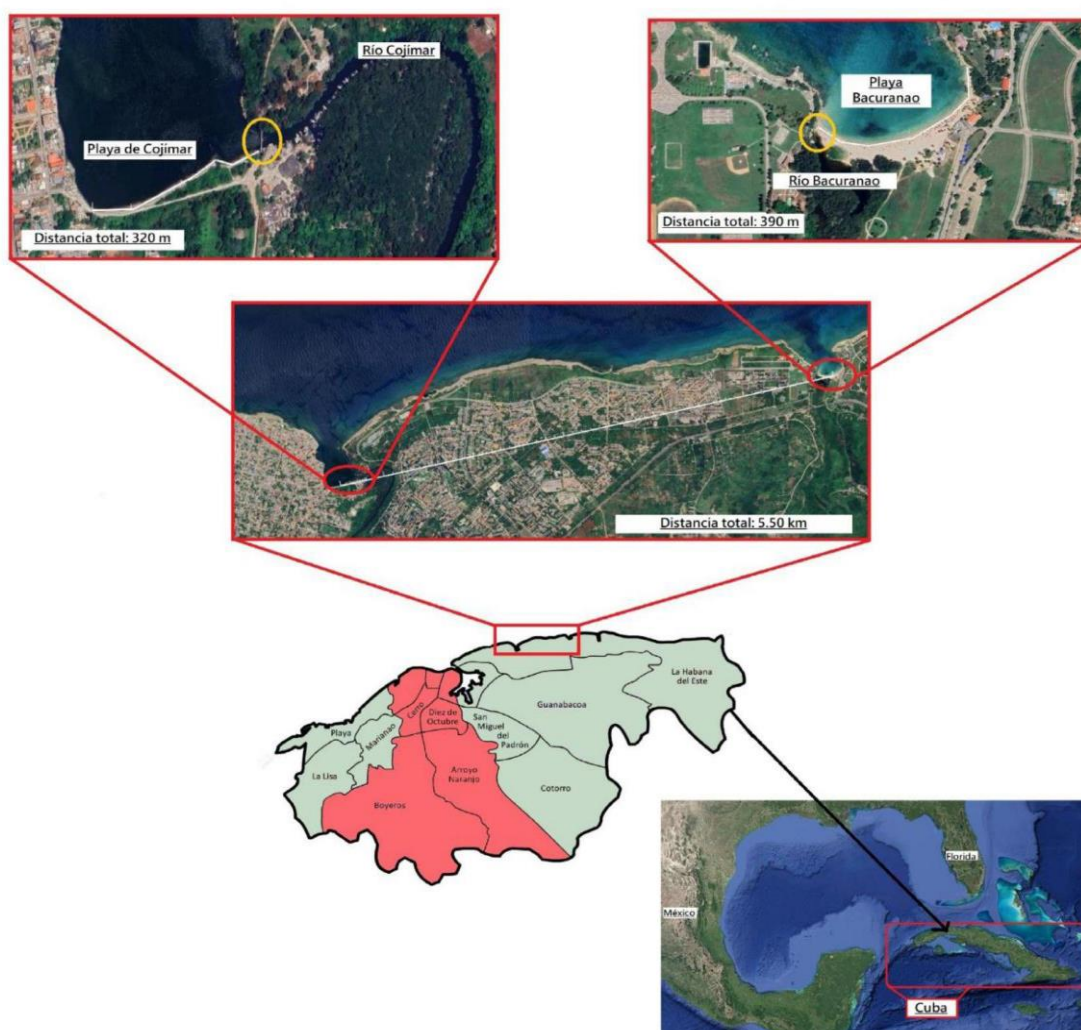 Río Cojímar
Playa de Cojímar
Distancia total: 320 m
Playa
Bacuranao
Río Bacuranao
Distancia total: 390 m
Distancia total: 5.50 km
La Habana
del Este
Guanabacoa
Cerro
Diez de
Octubre
San
Miguel
del
Padrón
Playa
Marianao
La Lisa
Arroyo
Naranjo
Cotorro
Boyeros
Florida
México
Cuba